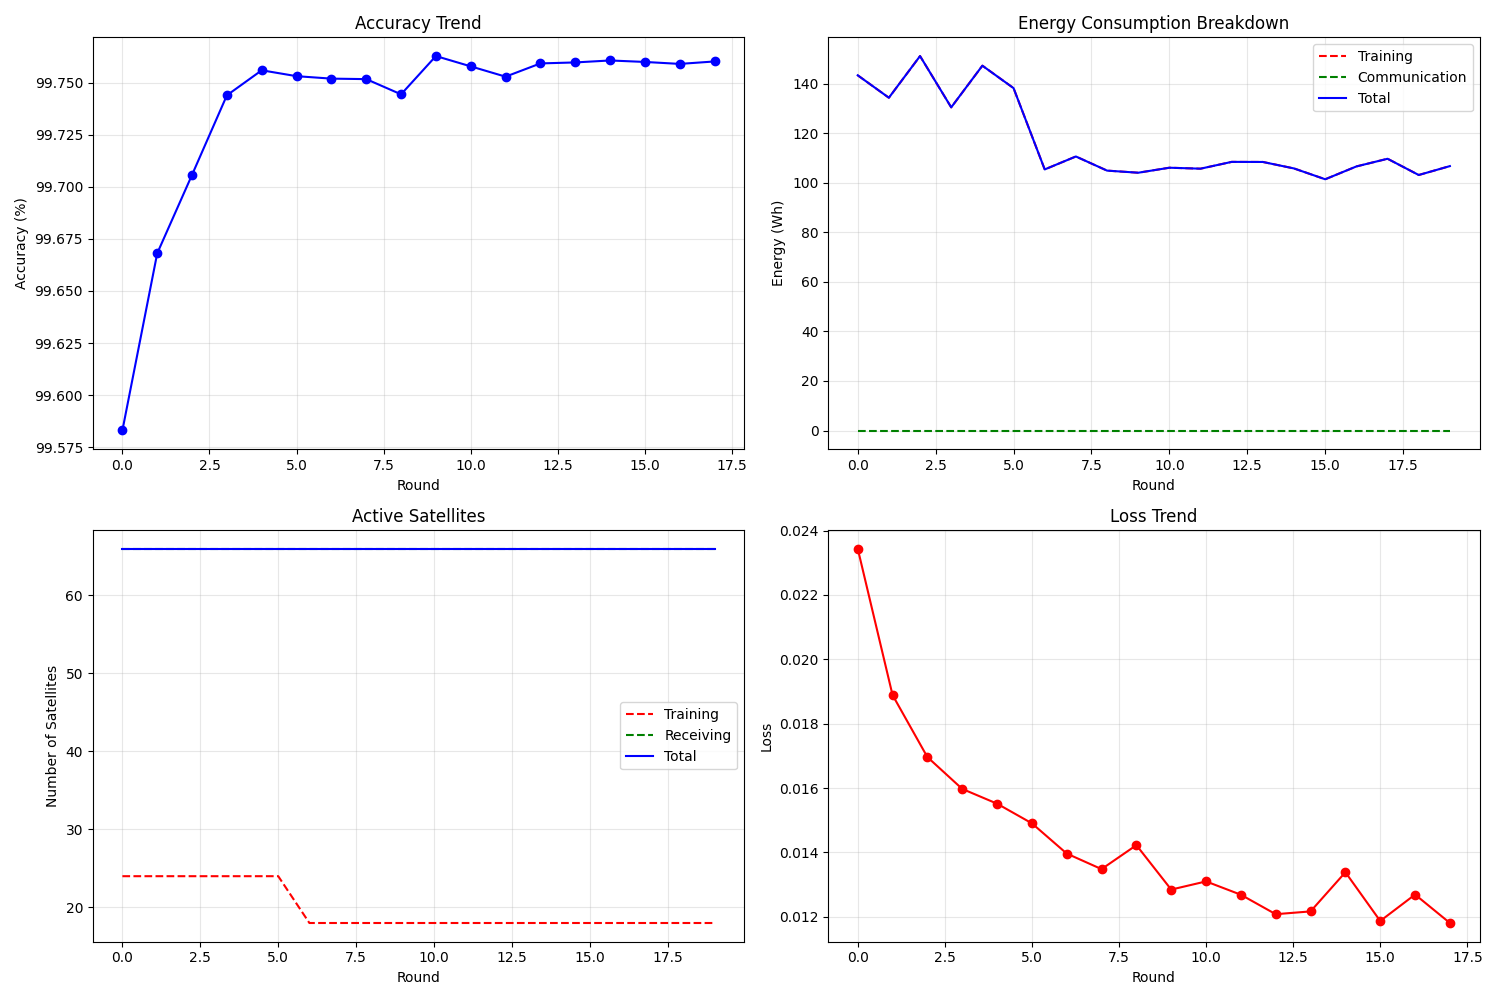 Accuracy Trend
99.750
99.725
99.700
99.675
99.650
99.625
99.600
99.575
Accuracy (%)
0.0 2.5 5.0 7.5 10.0 12.5 15.0 17.5
Round
Energy Consumption Breakdown
Training
Communication
Total
140
120
100
80
60
40
20
0
Energy (Wh)
0.0 2.5 5.0 7.5 10.0 12.5 15.0 17.5
Round
Active Satellites
60
50
40
30
20
Number of Satellites
Training
Receiving
Total
0.0 2.5 5.0 7.5 10.0 12.5 15.0 17.5
Round
Loss Trend
0.024
0.022
0.020
0.018
0.016
0.014
0.012
Loss
0.0 2.5 5.0 7.5 10.0 12.5 15.0 17.5
Round